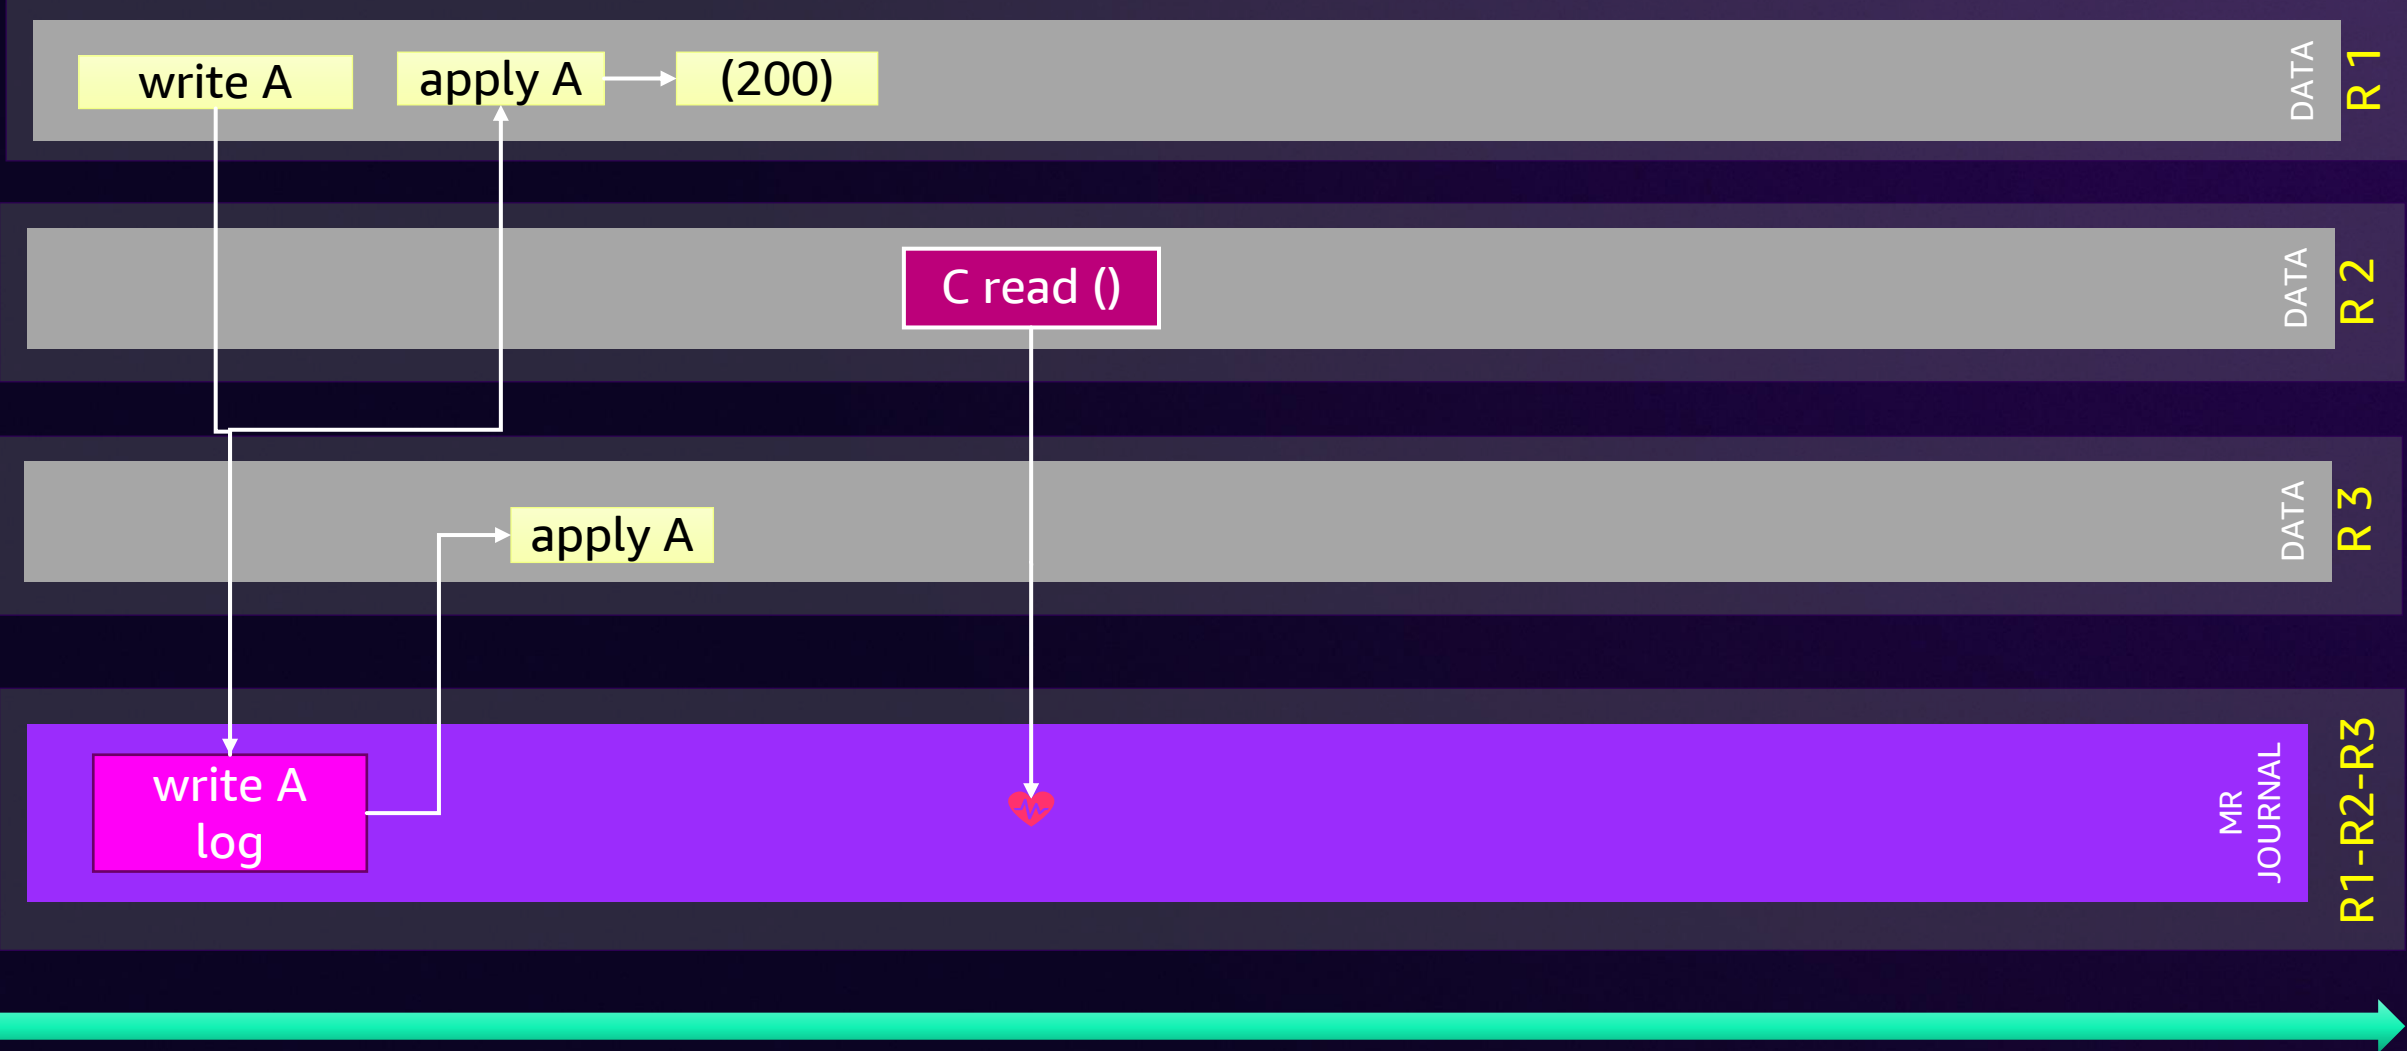 write A
apply A
(200)
DATA
R 1
C read ()
DATA
R 2
apply A
DATA
R 3
write A
log
MR
JOURNAL
R1-R2-R3